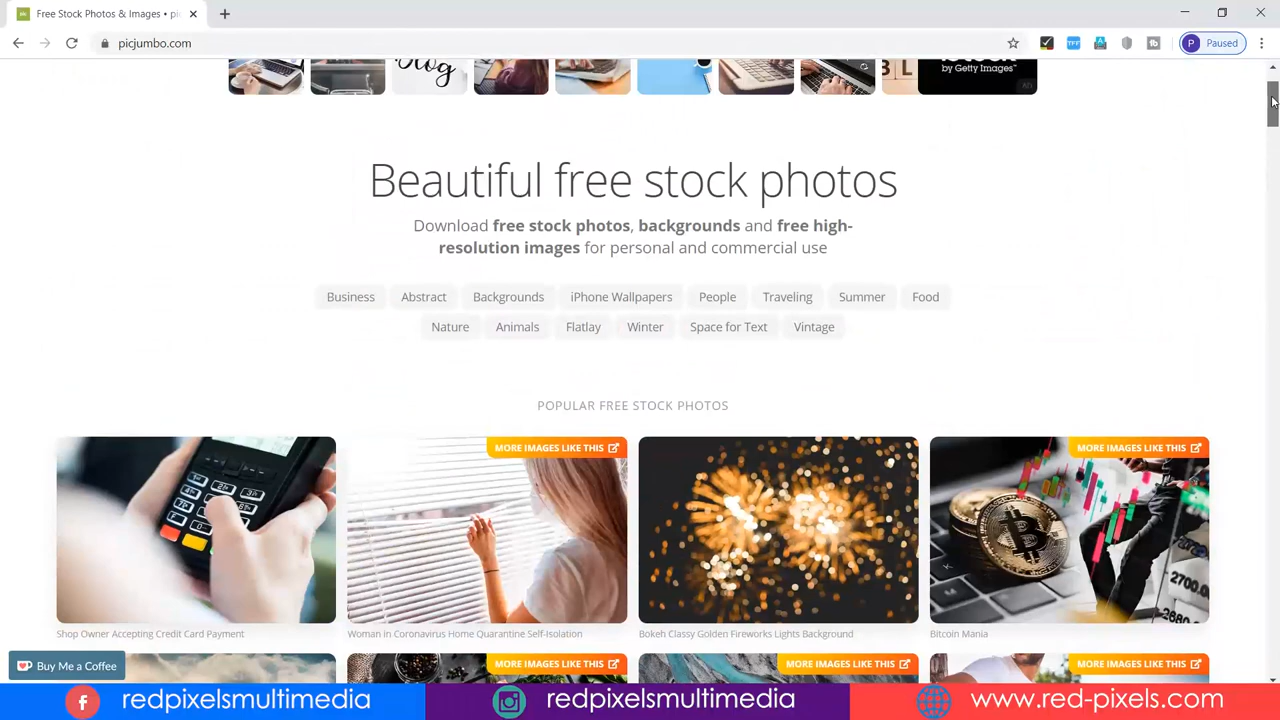 Free Stock Photos & Images • pi
picjumbo.com
Paused
Blog
B L
by Getty Images™
AD
Beautiful free stock photos
Download free stock photos, backgrounds and free high-
resolution images for personal and commercial use
Business Abstract Backgrounds iPhone Wallpapers People Traveling Summer Food
Nature Animals Flatlay Winter Space for Text Vintage
POPULAR FREE STOCK PHOTOS
MORE IMAGES LIKE THIS
MORE IMAGES LIKE THIS
2700.
2680.
Shop Owner Accepting Credit Card Payment
Woman in Coronavirus Home Quarantine Self-Isolation
Bokeh Classy Golden Fireworks Lights Background
Bitcoin Mania
MORE IMAGES LIKE THIS
MORE IMAGES LIKE THIS
MORE IMAGES LIKE THIS
Buy Me a Coffee
redpixelsmultimedia
redpixelsmultimedia
www.red-pixels.com